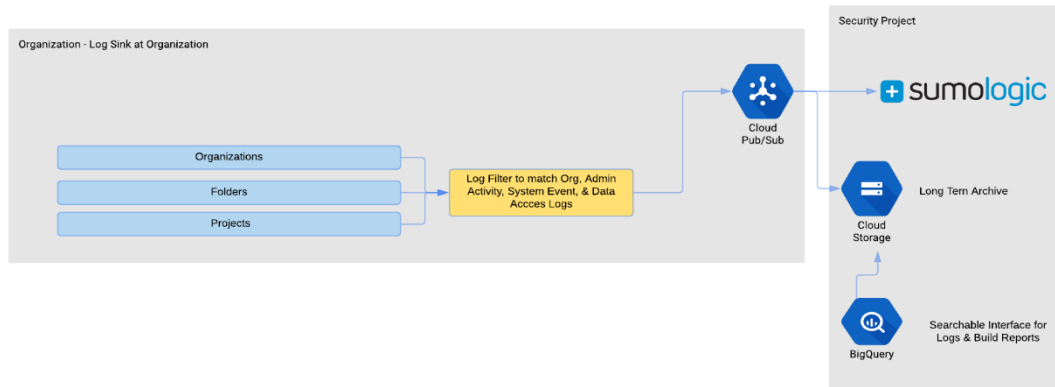 Security Project
Organization - Log Sink at Organization
sumologic
Cloud
Pub/Sub
Organizations
Folders
Projects
Log Filter to match Org, Admin
Activity, System Event, & Data
Accces Logs
Long Tern Archive
Cloud
Storage
Searchable Interface for
Logs & Build Reports
BigQuery